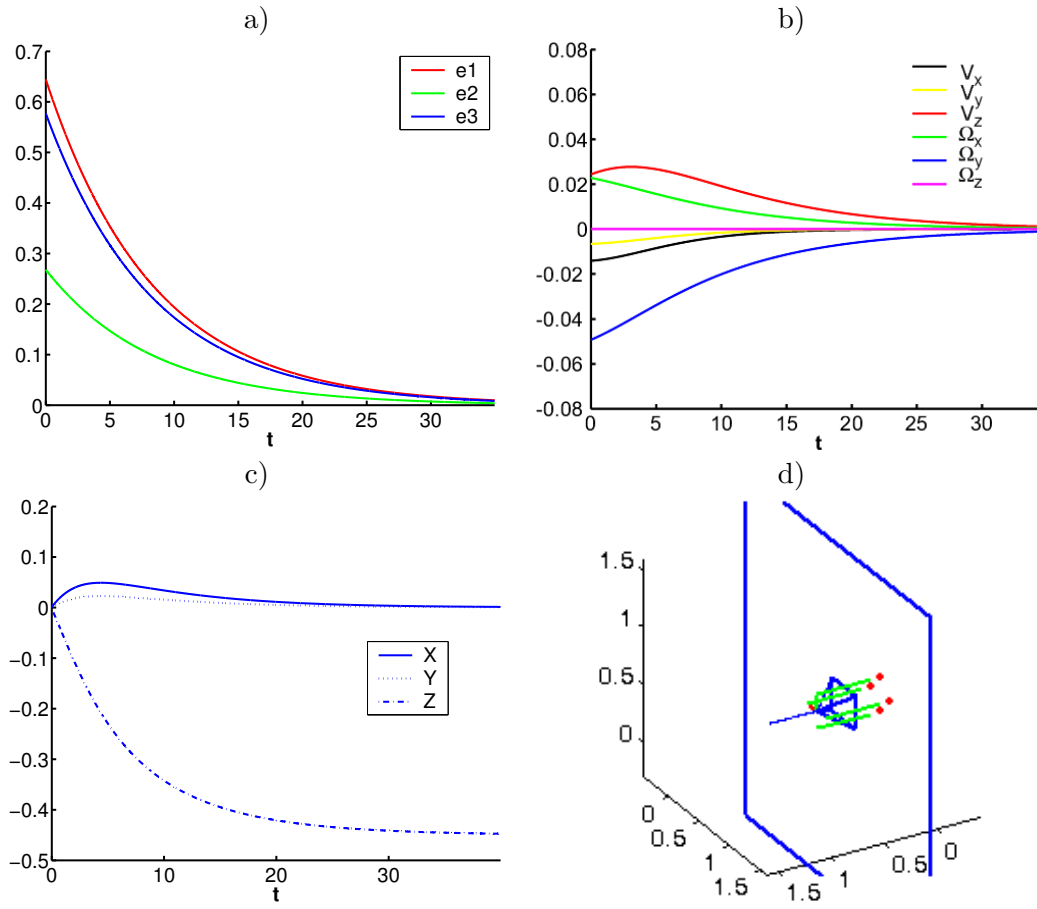 a)
0.7
0.6
0.5
0.4
0.3
0.2
0.1
0
0 5 10 15 20 25 30
t
e1
e2
e3
b)
0.08
0.06
0.04
0.02
0
-0.02
-0.04
-0.06
-0.08
0 5 10 15 20 25 30 35
t
Vx
Vy
Vz
Ωx
Ωy
Ωz
c)
0.2
0.1
0
−0.1
−0.2
−0.3
−0.4
−0.5
0 10 20 30
t
X
Y
Z
d)
1.5
1
0.5
0
0
0.5
1
1.5
1.5
1
0.5
0